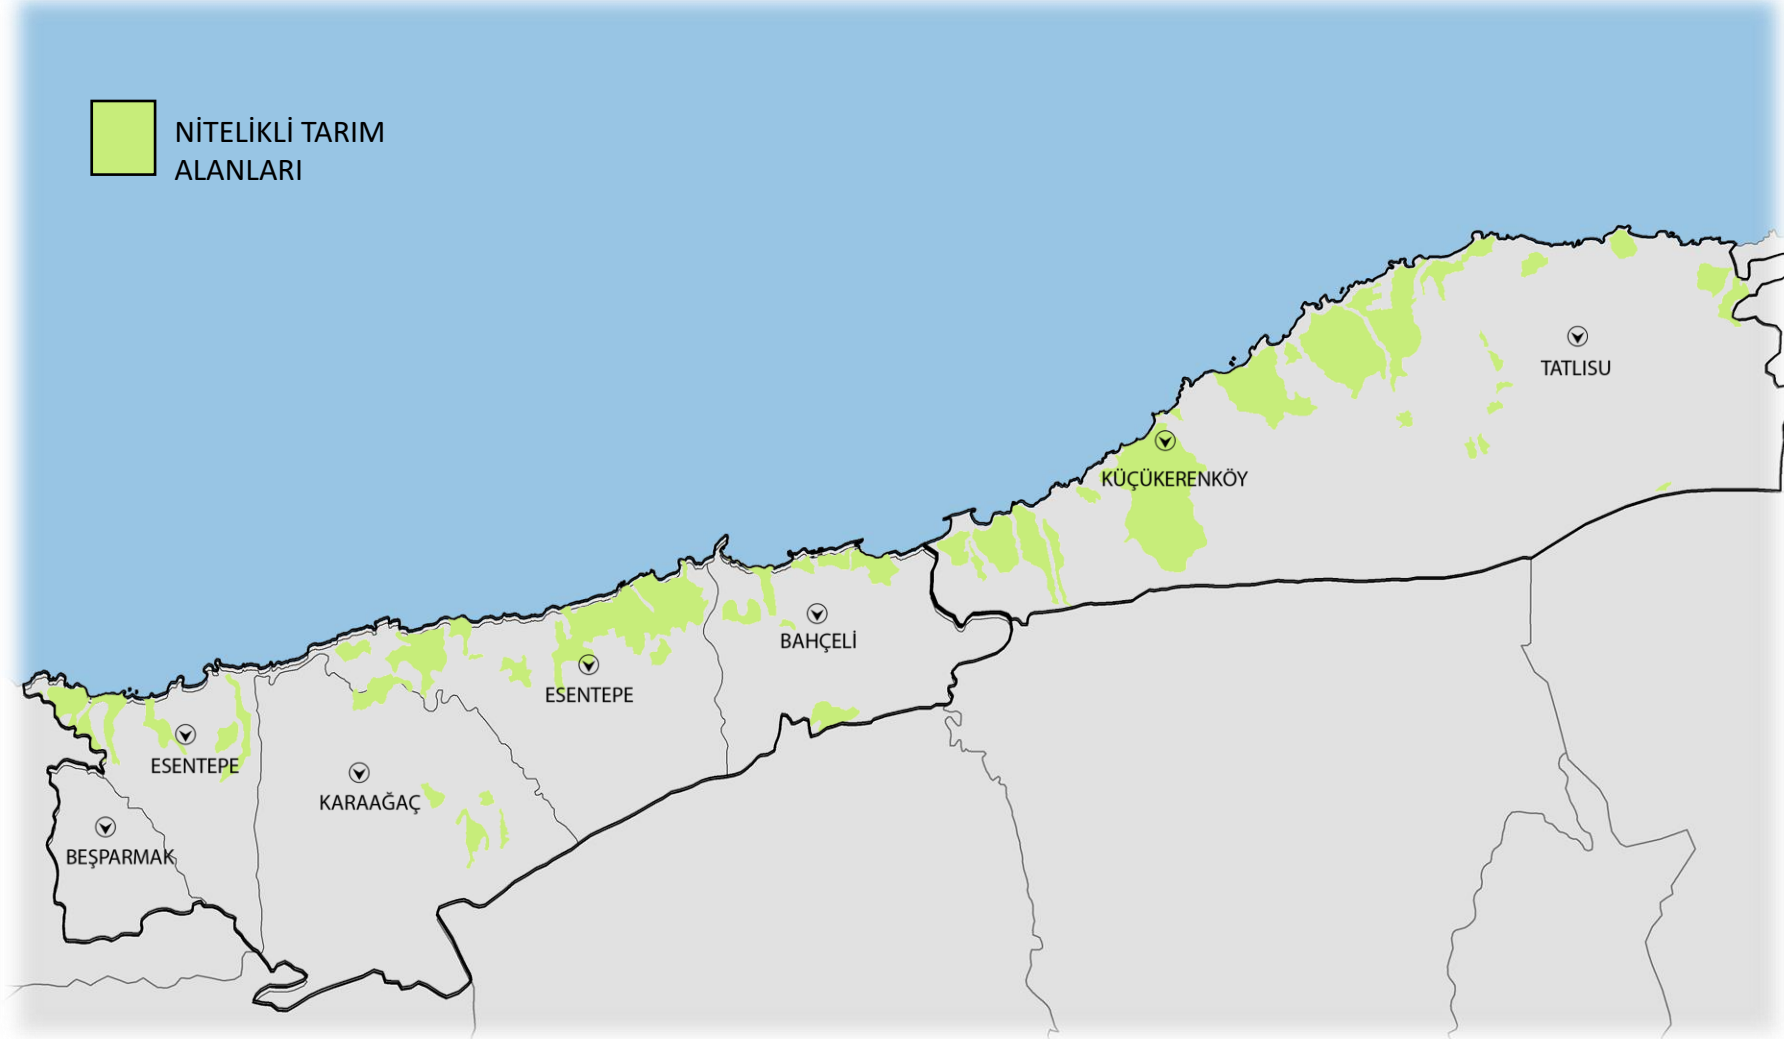 NİTELİKLİ TARIM
ALANLARI
TATLISU
KÜÇÜKERENKÖY
BAHÇELİ
ESENTEPE
ESENTEPE
KARAAĞAÇ
BEŞPARMAK